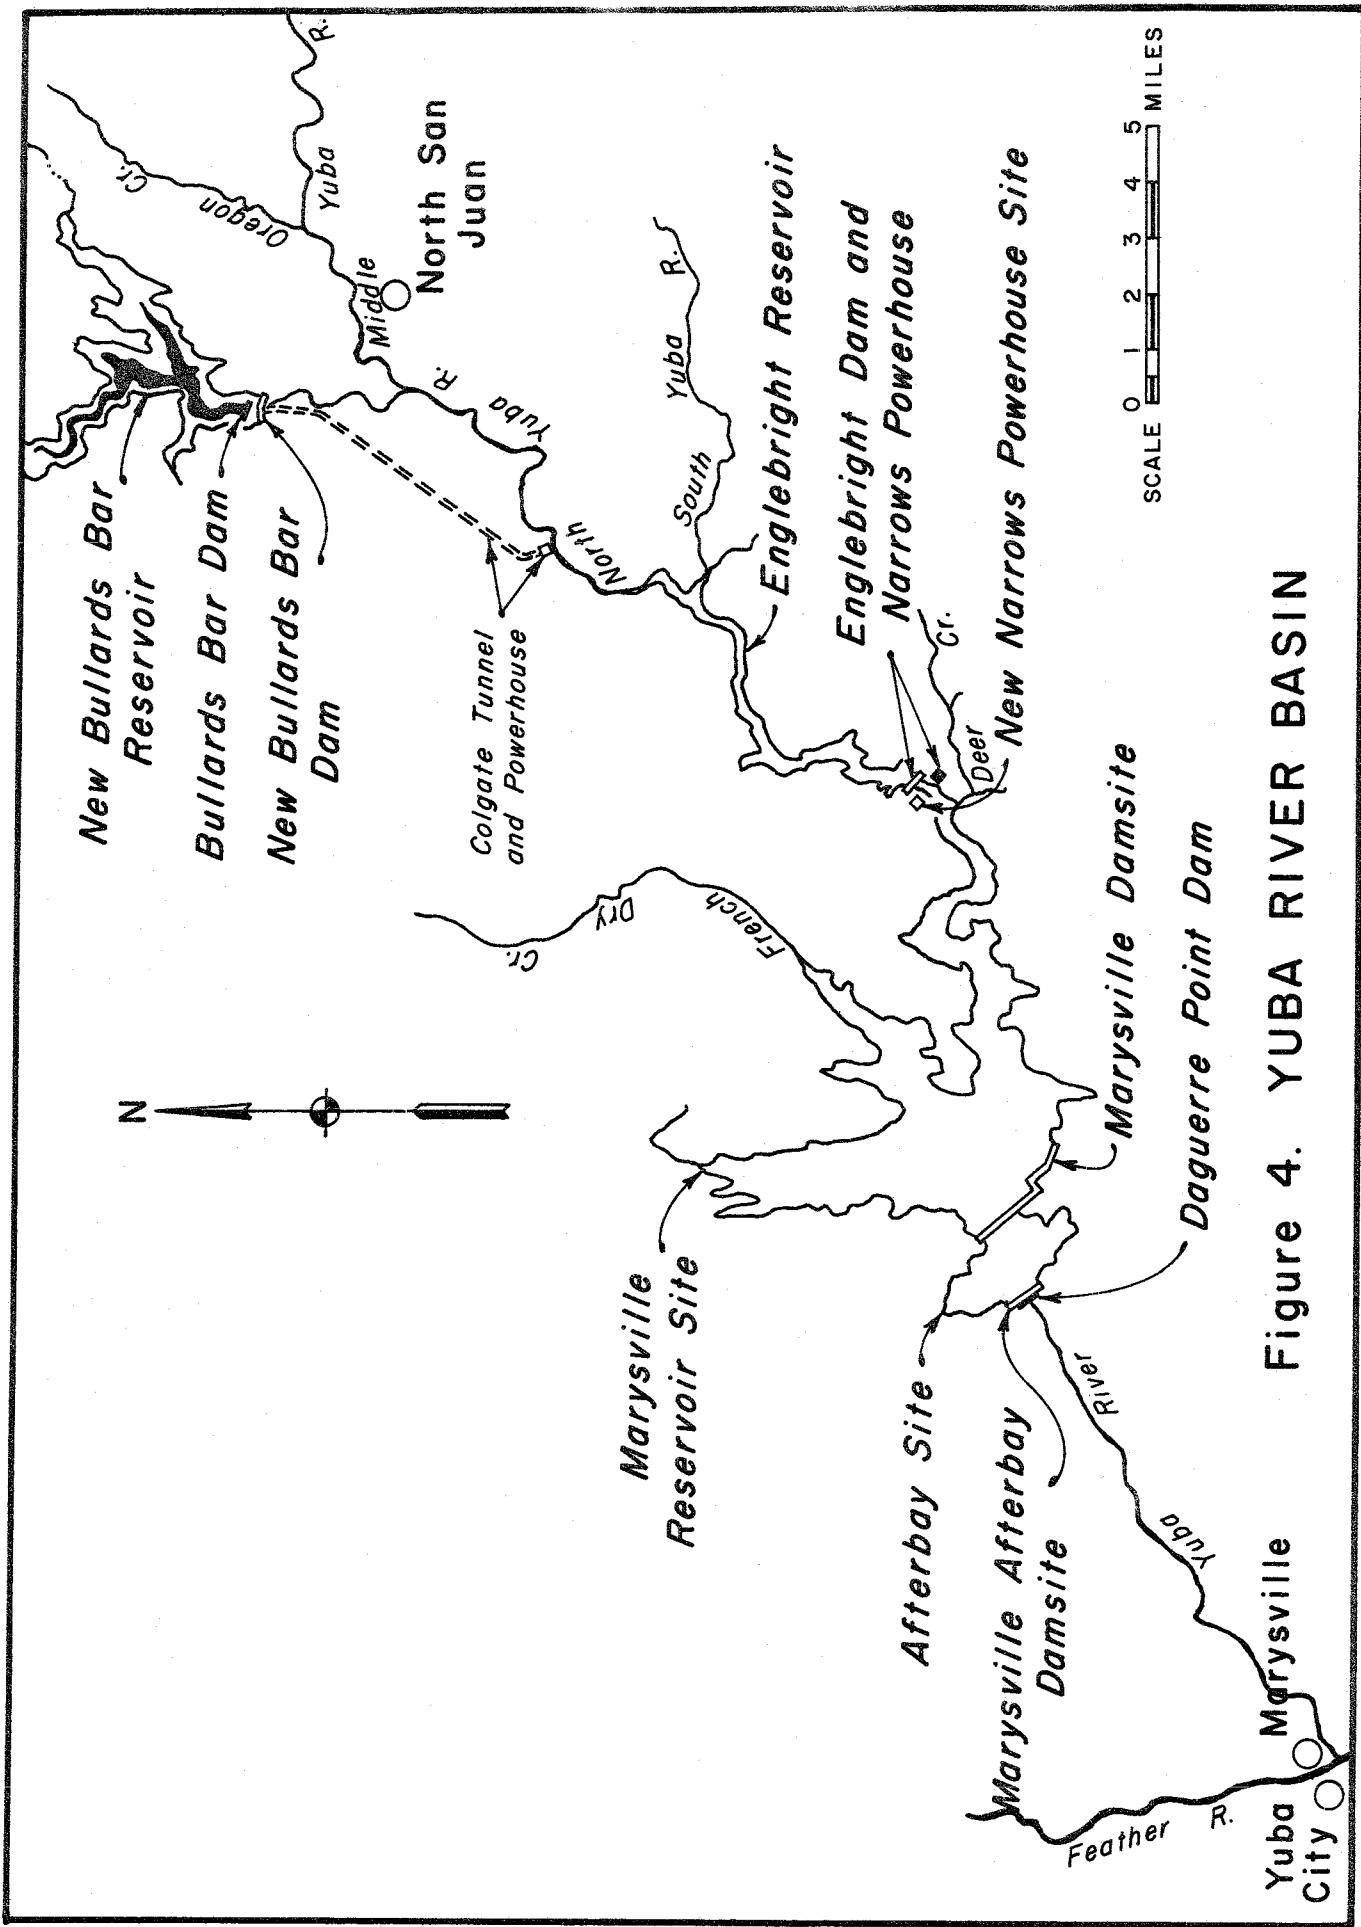 N
New Bullards Bar
Reservoir
Bullards Bar Dam
New Bullards Bar
Dam
Colgate Tunnel
and Powerhouse
Oregon Cr.
Middle Yuba R.
North San
Juan
North Yuba R.
South Yuba R.
Englebright Reservoir
Englebright Dam and
Narrows Powerhouse
Deer Cr.
New Narrows Powerhouse Site
French Dry Cr.
Marysville
Reservoir Site
Marysville Damsite
Daguerre Point Dam
Afterbay Site
Marysville Afterbay
Damsite
Yuba River
Feather R.
Marysville
Yuba
City
SCALE 0 1 2 3 4 5 MILES
Figure 4. YUBA RIVER BASIN